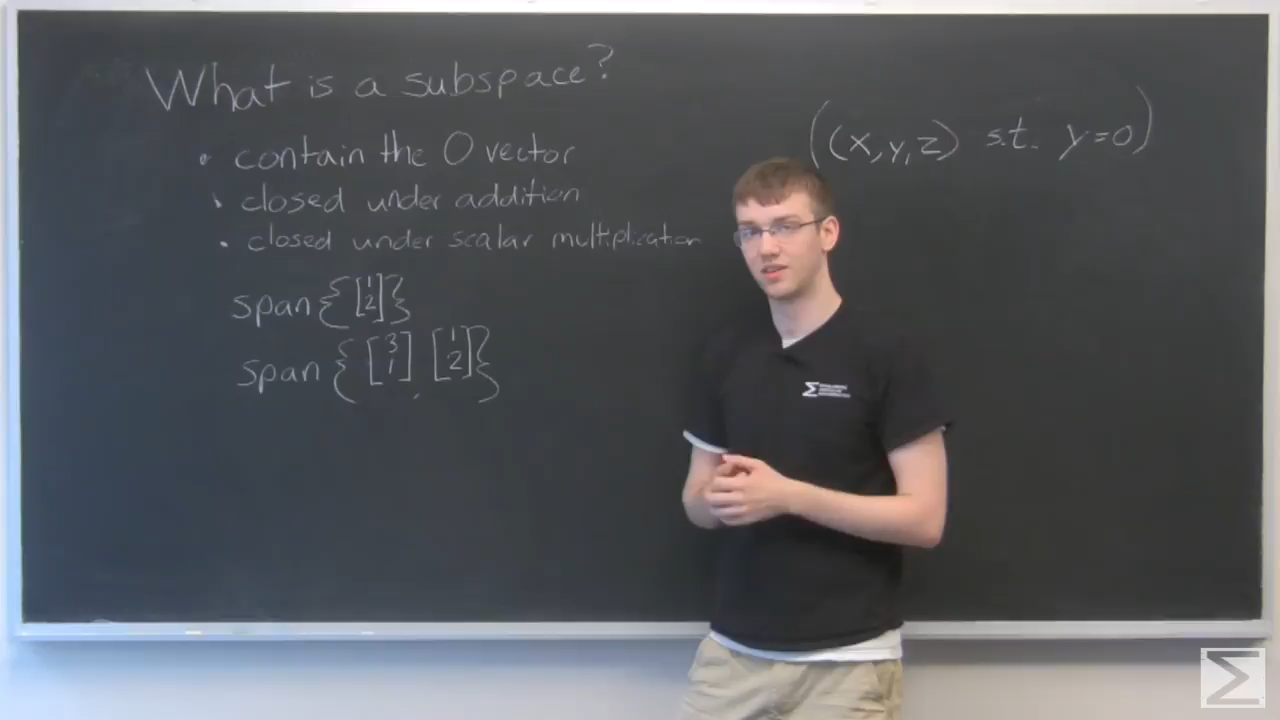 What is a subspace?
• contain the 0 vector
• closed under addition
• closed under scalar multiplication
span{[1 2]}
span{[3 1], [1 2]}
((x,y,z) s.t. y=0)
Σ
Σ